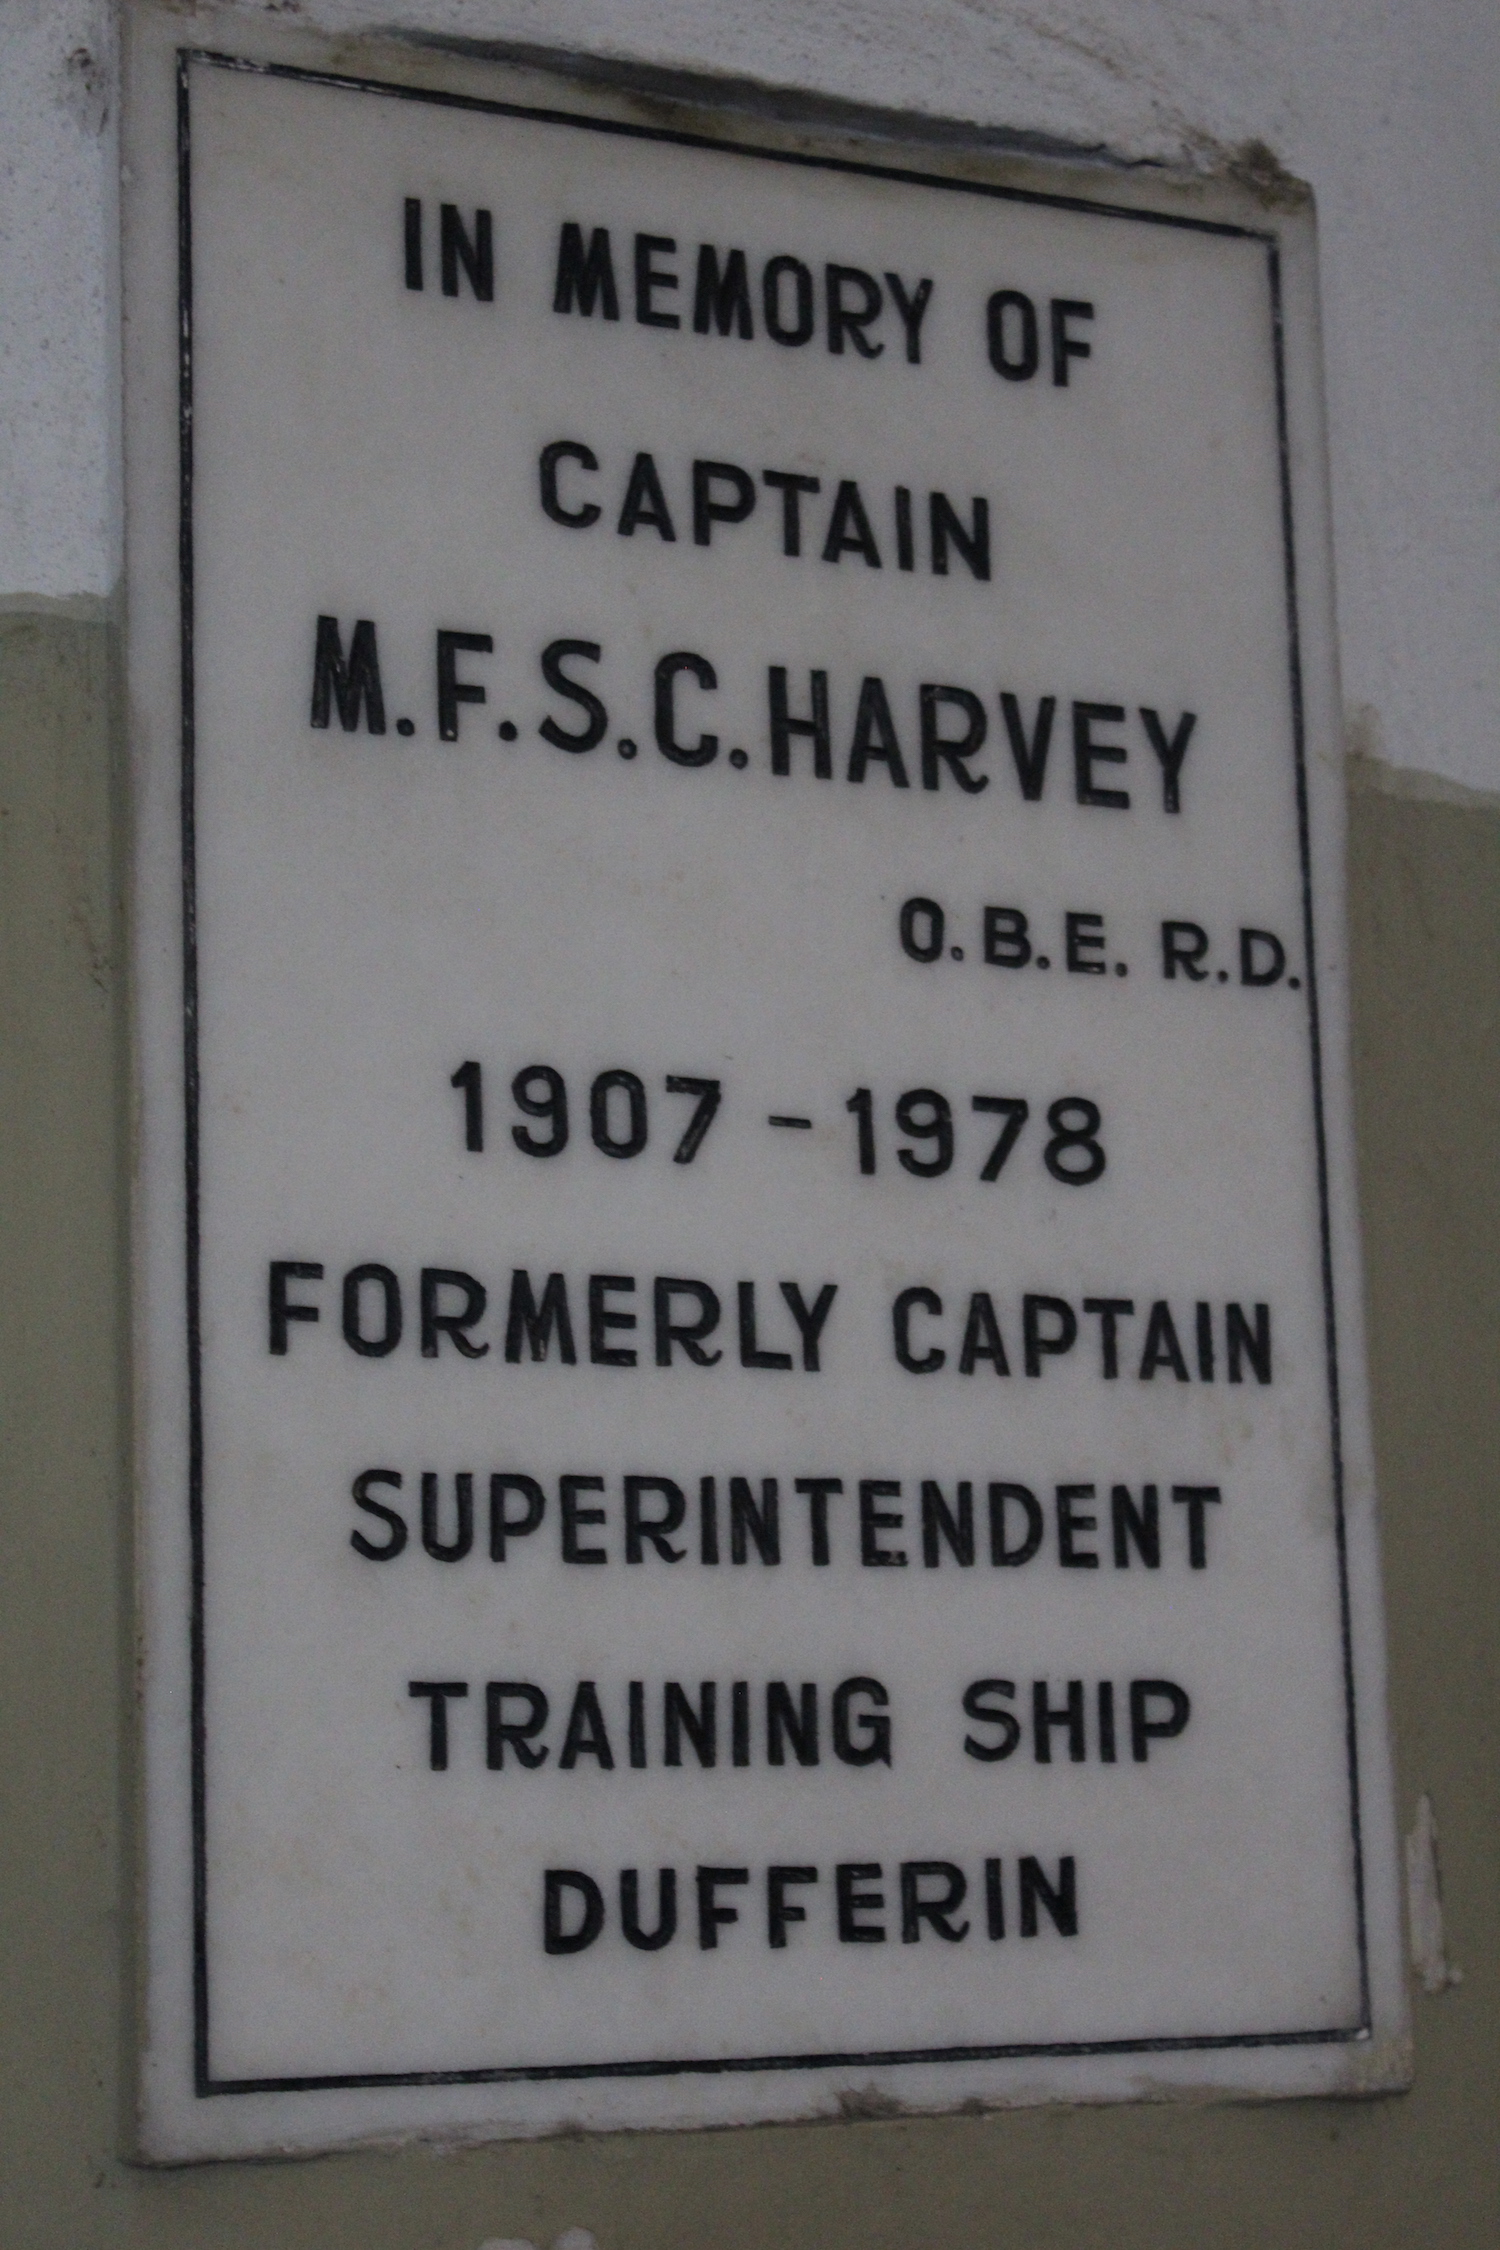 IN MEMORY OF
CAPTAIN
M.F.S.C.HARVEY
O.B.E. R.D.
1907 - 1978
FORMERLY CAPTAIN
SUPERINTENDENT
TRAINING SHIP
DUFFERIN